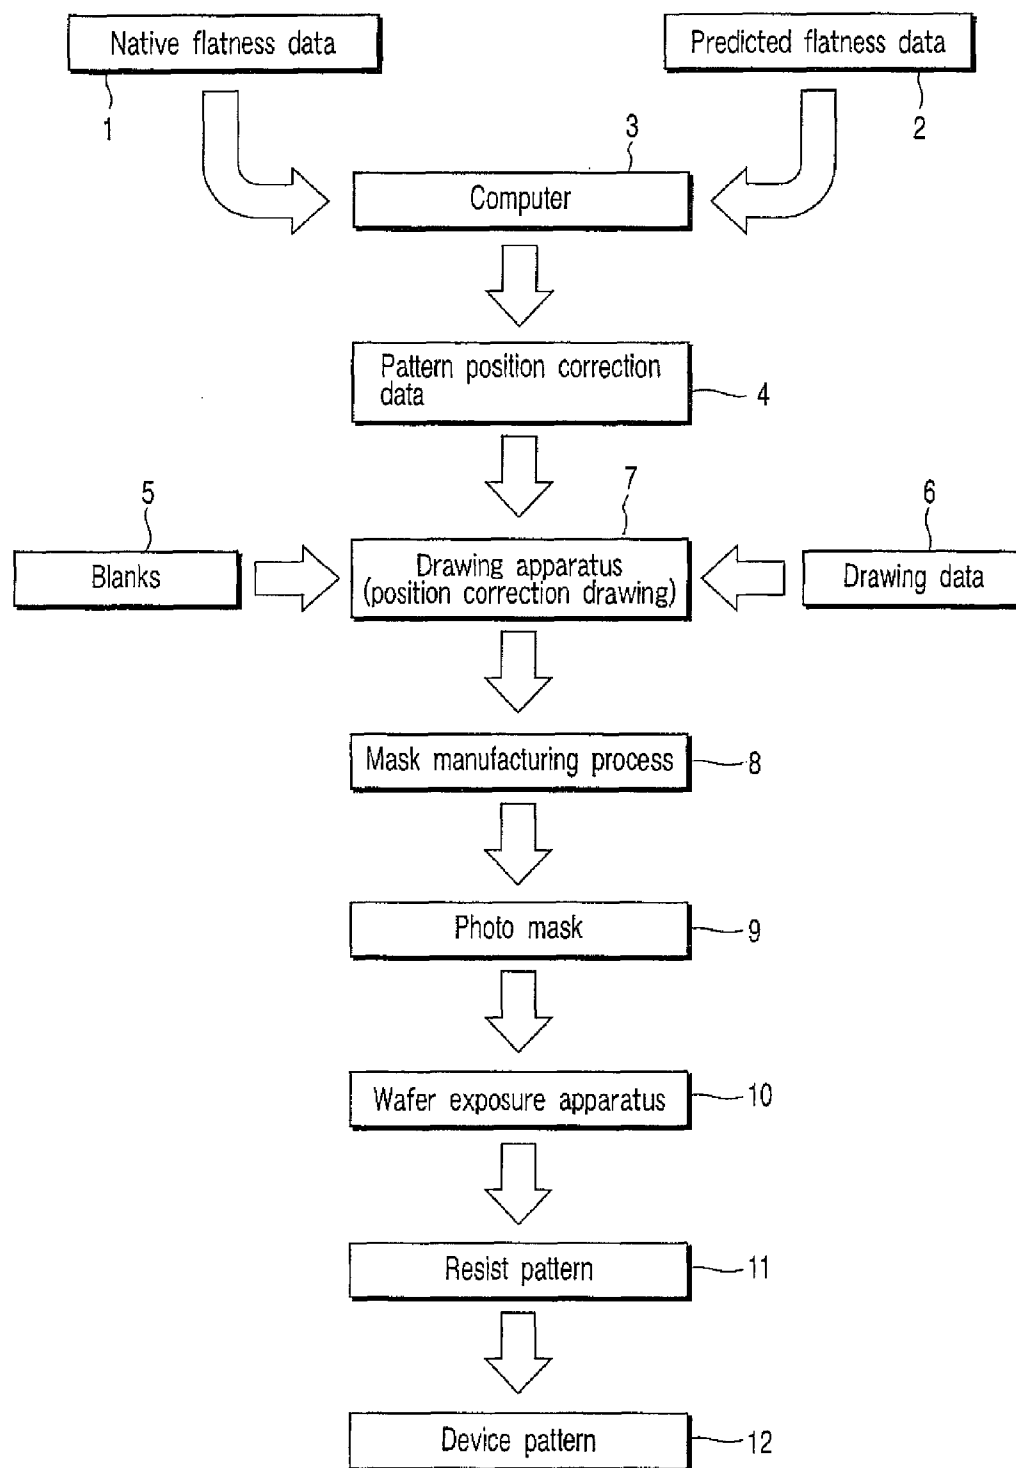 Native flatness data
Predicted flatness data
1
2
3
Computer
Pattern position correction
data
4
5
7
6
Blanks
Drawing apparatus
(position correction drawing)
Drawing data
Mask manufacturing process
8
Photo mask
9
Wafer exposure apparatus
10
Resist pattern
11
Device pattern
12